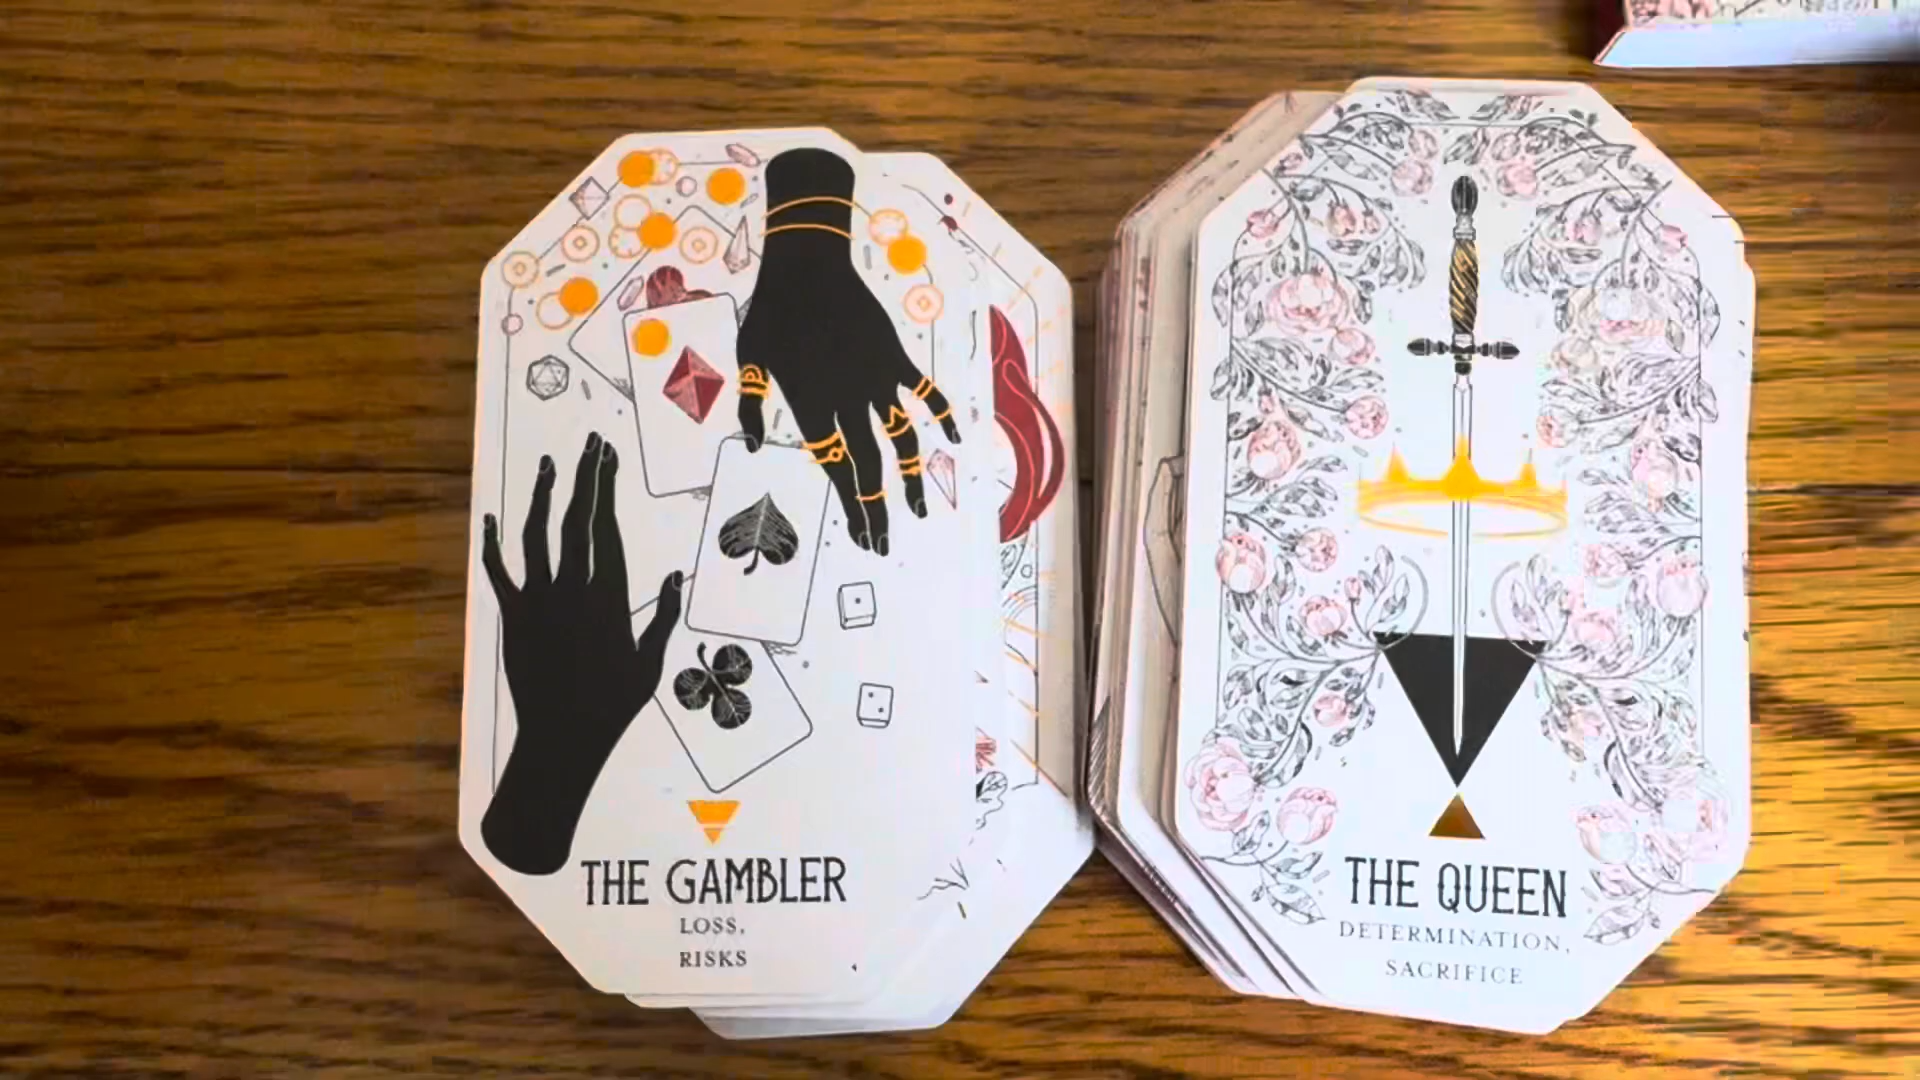 THE GAMBLER
LOSS,
RISKS
THE QUEEN
DETERMINATION,
SACRIFICE